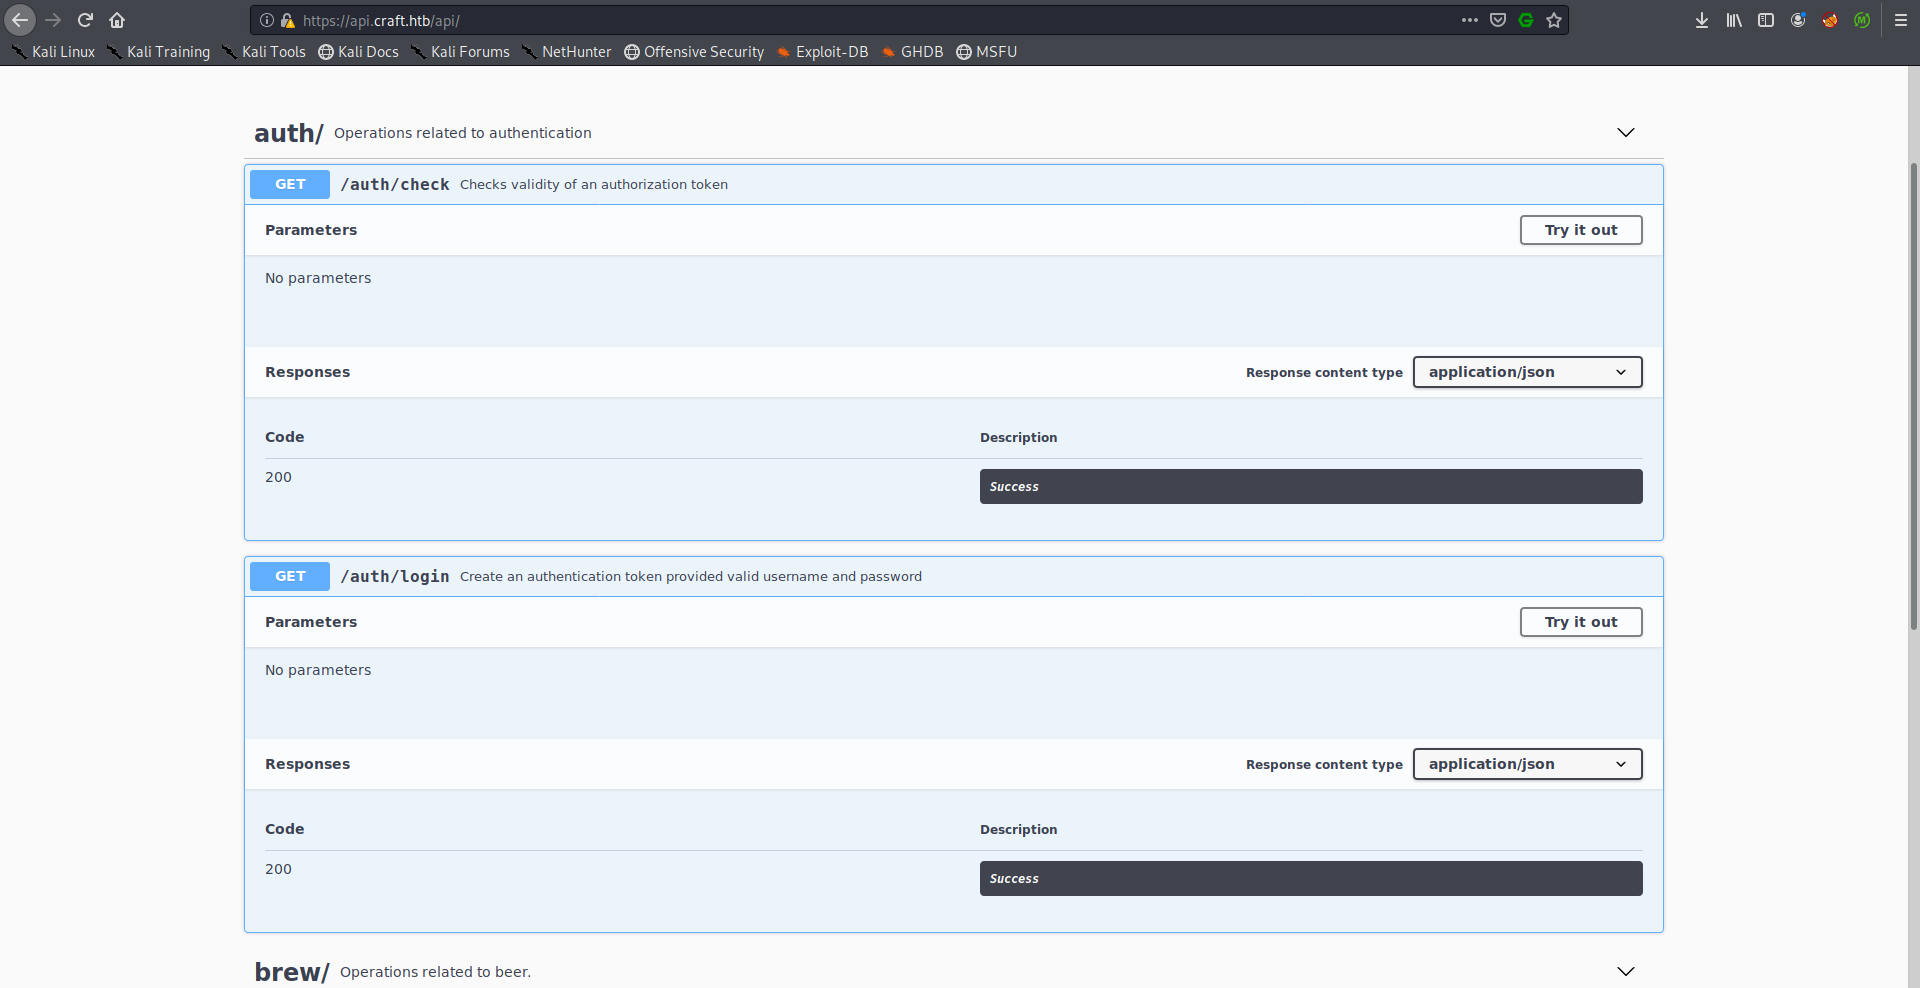 https://api.craft.htb/api/
Kali Linux Kali Training Kali Tools Kali Docs Kali Forums NetHunter Offensive Security Exploit-DB GHDB MSFU
auth/ Operations related to authentication
GET /auth/check Checks validity of an authorization token
Parameters Try it out
No parameters
Responses Response content type application/json
Code Description
200 Success
GET /auth/login Create an authentication token provided valid username and password
Parameters Try it out
No parameters
Responses Response content type application/json
Code Description
200 Success
brew/ Operations related to beer.